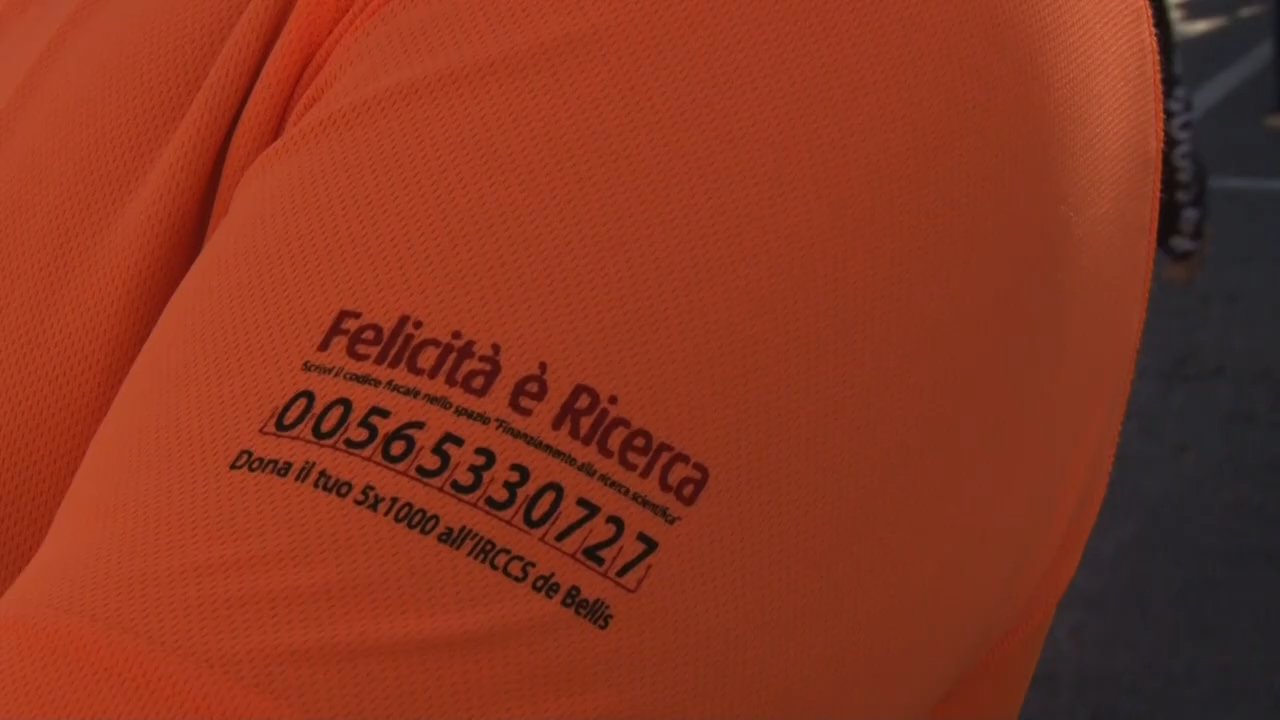 Felicità è Ricerca
Scrivi il codice fiscale nello spazio "Finanziamento alla ricerca scientifica"
00565330727
Dona il tuo 5x1000 all'IRCCS de Bellis